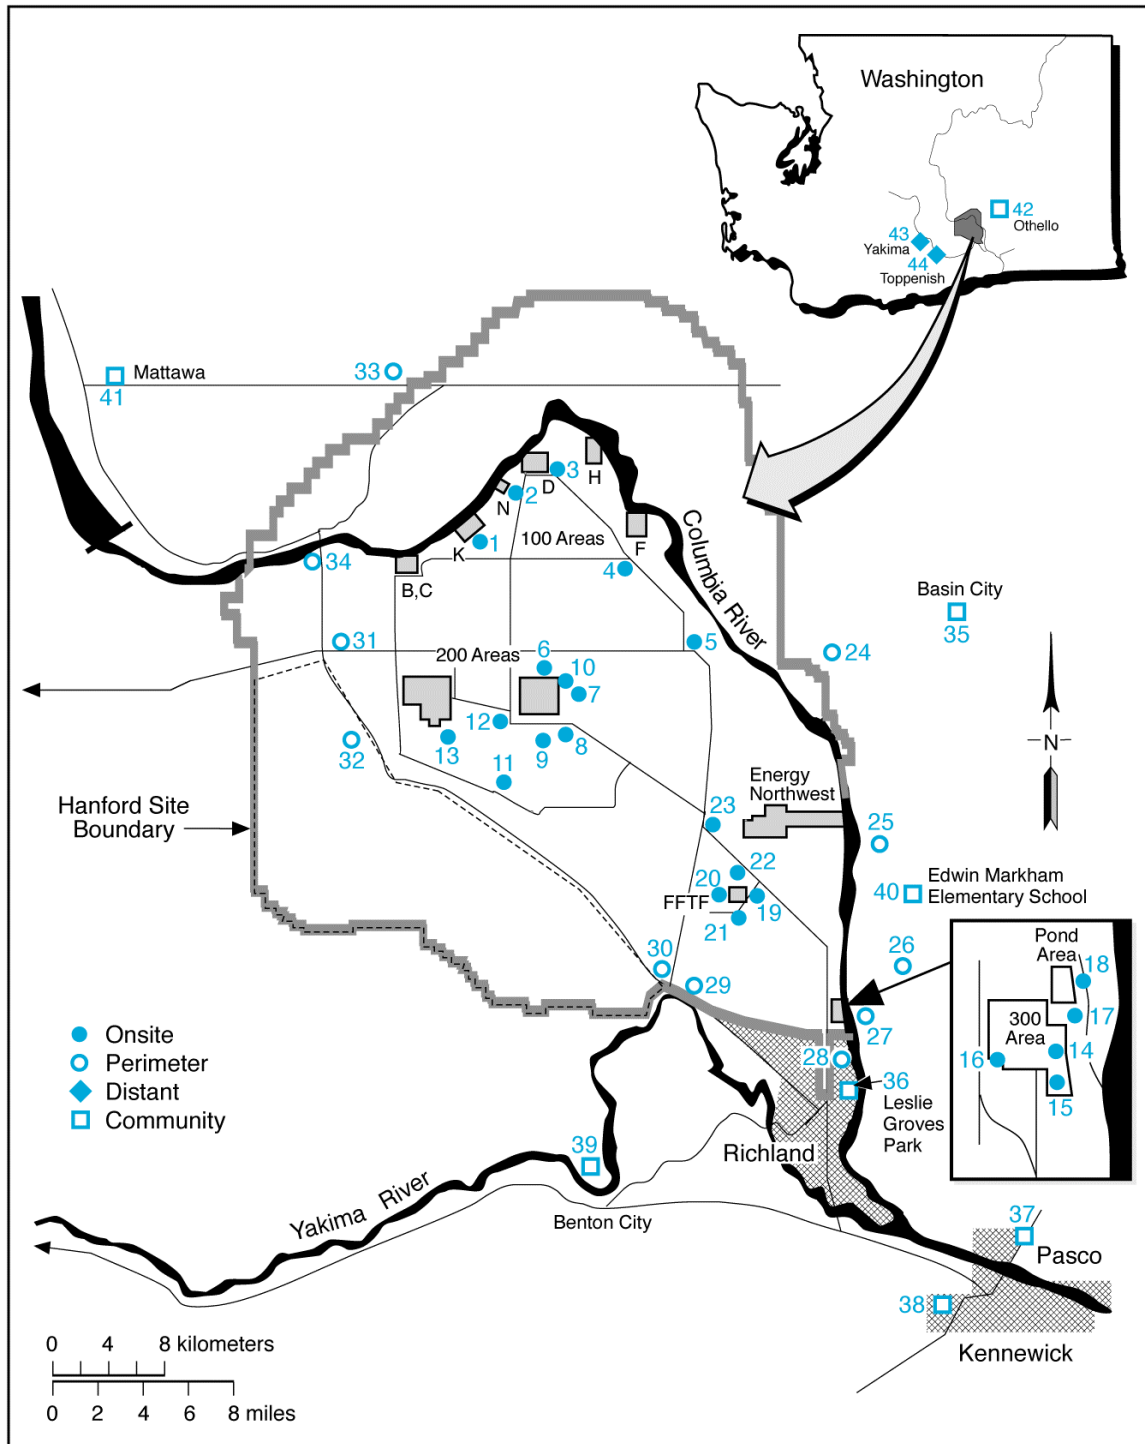 Washington
42
Othello
43
Yakima
44
Toppenish
33
Mattawa
41
3
D
H
2
N
1
K
100 Areas
F
34
B,C
4
Columbia River
Basin City
35
31
5
24
6
200 Areas
10
7
12
13
9
8
32
11
N
Energy
Northwest
Hanford Site
Boundary
23
25
22
20
FFTF
19
21
40
Edwin Markham
Elementary School
30
29
26
Pond
Area
18
17
300
Area
14
16
15
27
28
36
Leslie
Groves
Park
Onsite
Perimeter
Distant
Community
Richland
39
Yakima River
Benton City
37
Pasco
38
Kennewick
0 4 8 kilometers
0 2 4 6 8 miles